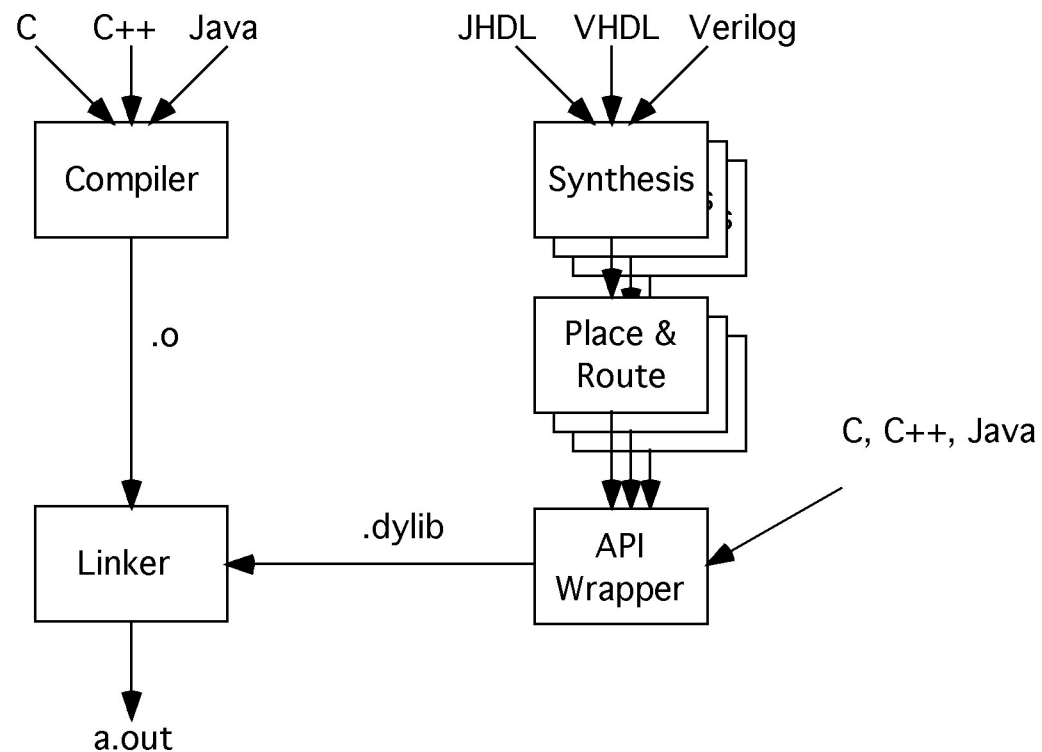 C C++ Java
JHDL VHDL Verilog
Compiler
Synthesis
s
s
.o
Place &
Route
C, C++, Java
.dylib
Linker
API
Wrapper
a.out